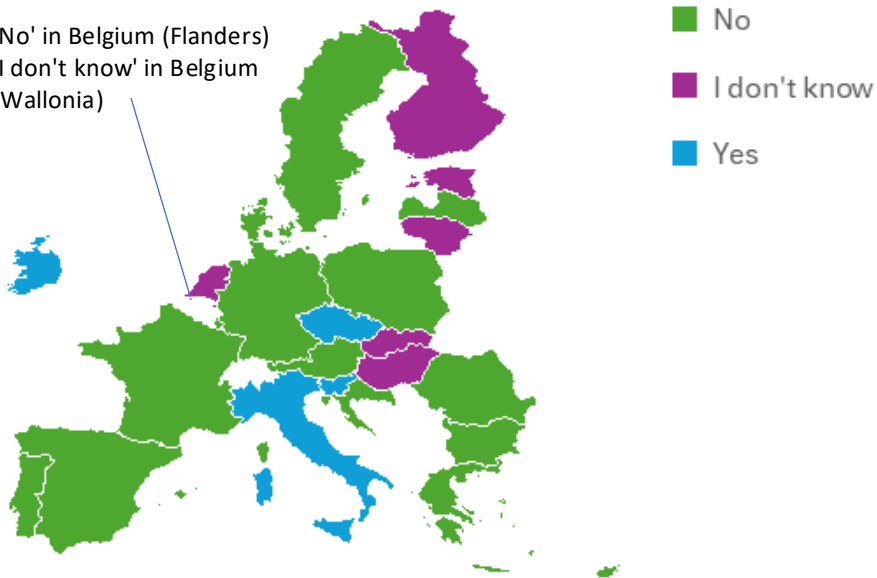 No' in Belgium (Flanders)
I don't know' in Belgium
Wallonia)
No
I don't know
Yes